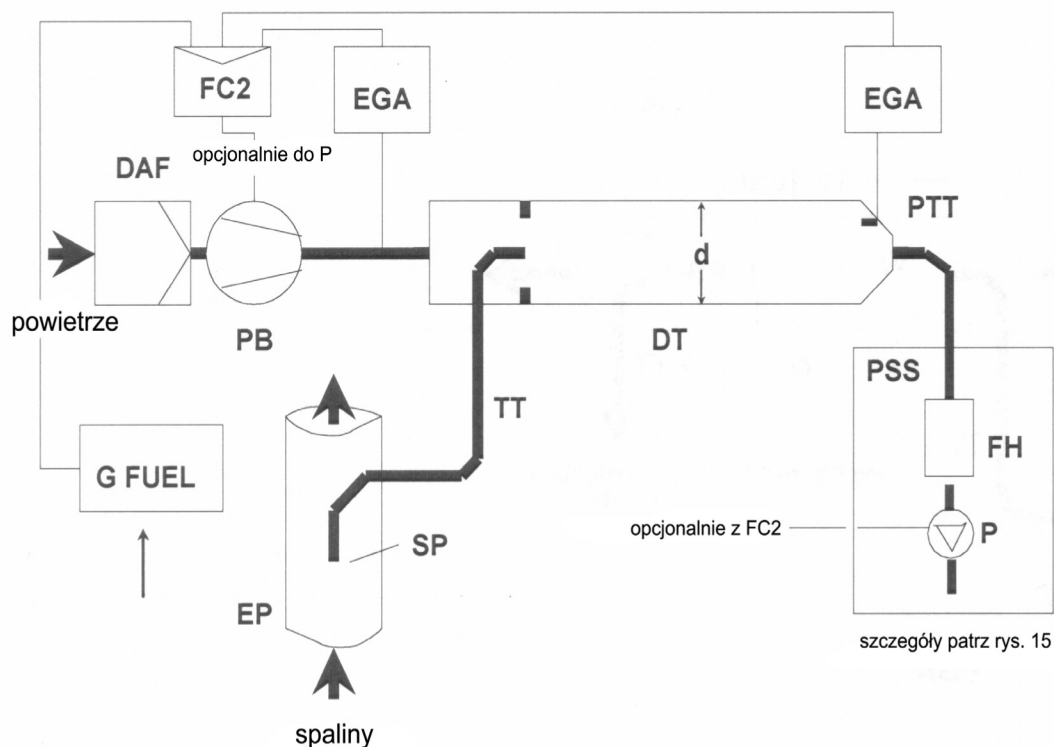 FC2
EGA
EGA
opcjonalnie do P
DAF
PTT
d
powietrze
PB
DT
PSS
TT
FH
G FUEL
opcjonalnie z FC2
P
SP
EP
szczegóły patrz rys. 15
spaliny